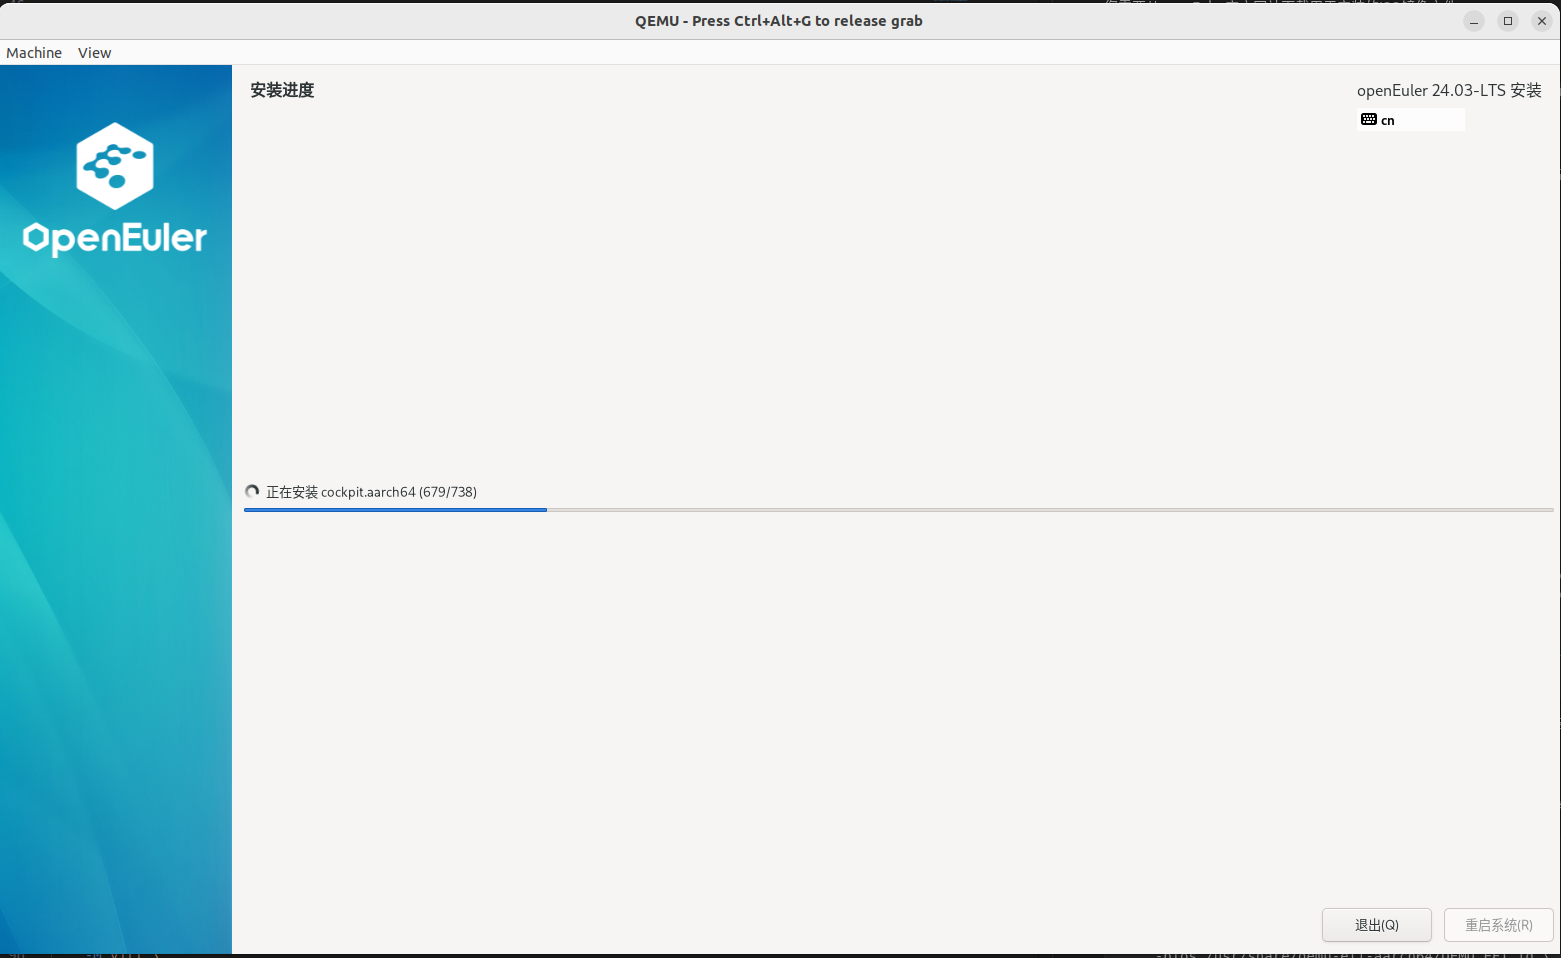 QEMU - Press Ctrl+Alt+G to release grab
Machine View
安装进度
openEuler 24.03-LTS 安装
cn
OpenEuler
正在安装 cockpit.aarch64 (679/738)
退出(Q)
重启系统(R)